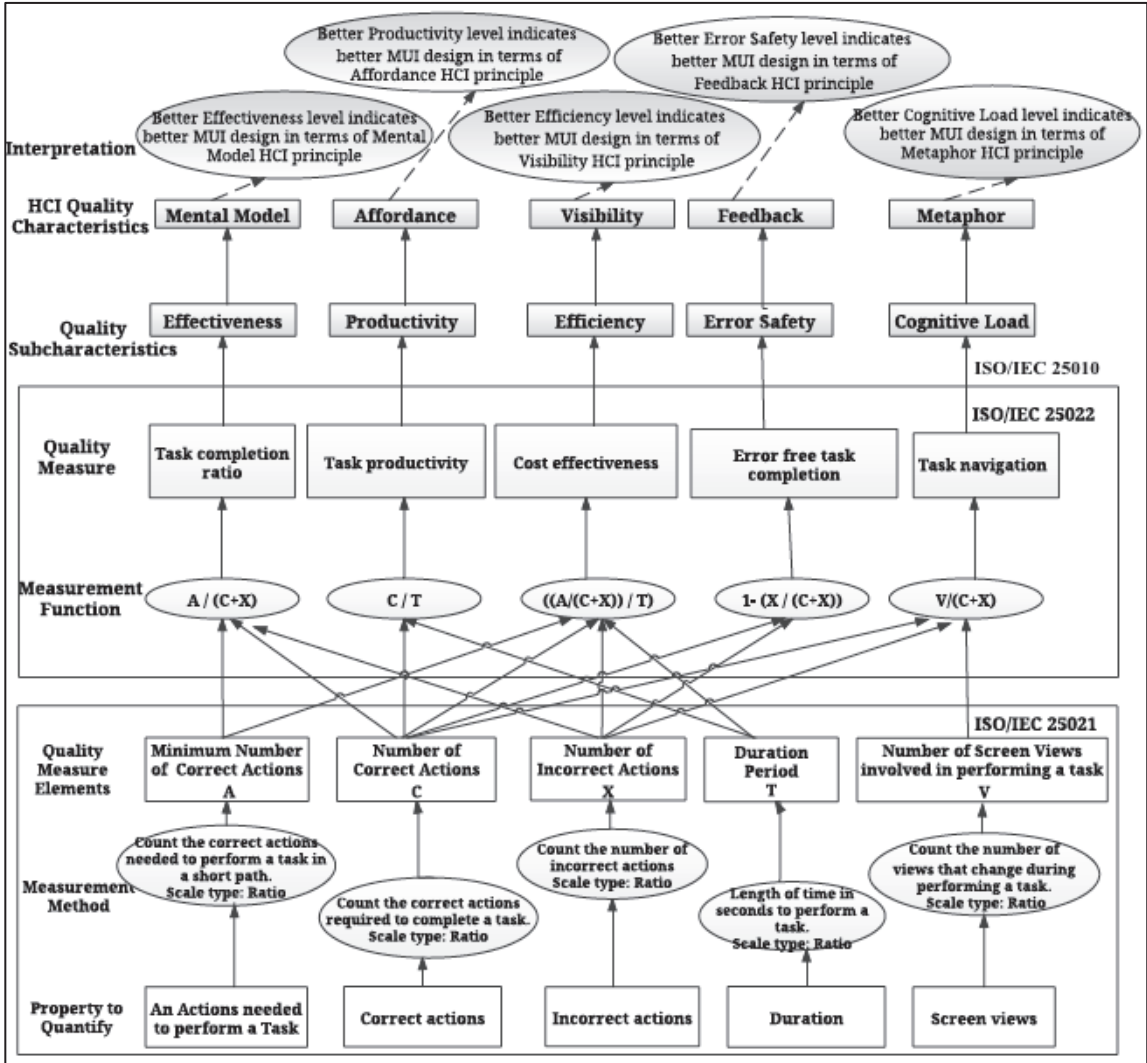 Better Productivity level indicates
better MUI design in terms of
Affordance HCI principle
Better Error Safety level indicates
better MUI design in terms of
Feedback HCI principle
Interpretation
Better Effectiveness level indicates
better MUI design in terms of Mental
Model HCI principle
Better Efficiency level indicates
better MUI design in terms of
Visibility HCI principle
Better Cognitive Load level indicates
better MUI design in terms of
Metaphor HCI principle
HCI Quality
Characteristics
Mental Model
Affordance
Visibility
Feedback
Metaphor
Quality
Subcharacteristics
Effectiveness
Productivity
Efficiency
Error Safety
Cognitive Load
ISO/IEC 25010
ISO/IEC 25022
Quality
Measure
Task completion
ratio
Task productivity
Cost effectiveness
Error free task
completion
Task navigation
Measurement
Function
A / (C+X)
C / T
((A/(C+X)) / T)
1- (X / (C+X))
V/(C+X)
ISO/IEC 25021
Quality
Measure
Elements
Minimum Number
of Correct Actions
A
Number of
Correct Actions
C
Number of
Incorrect Actions
X
Duration
Period
T
Number of Screen Views
involved in performing a task
V
Measurement
Method
Count the correct actions
needed to perform a task in
a short path.
Scale type: Ratio
Count the correct actions
required to complete a task.
Scale type: Ratio
Count the number of
incorrect actions
Scale type: Ratio
Length of time in
seconds to perform a
task.
Scale type: Ratio
Count the number of
views that change during
performing a task.
Scale type: Ratio
Property to
Quantify
An Actions needed
to perform a Task
Correct actions
Incorrect actions
Duration
Screen views